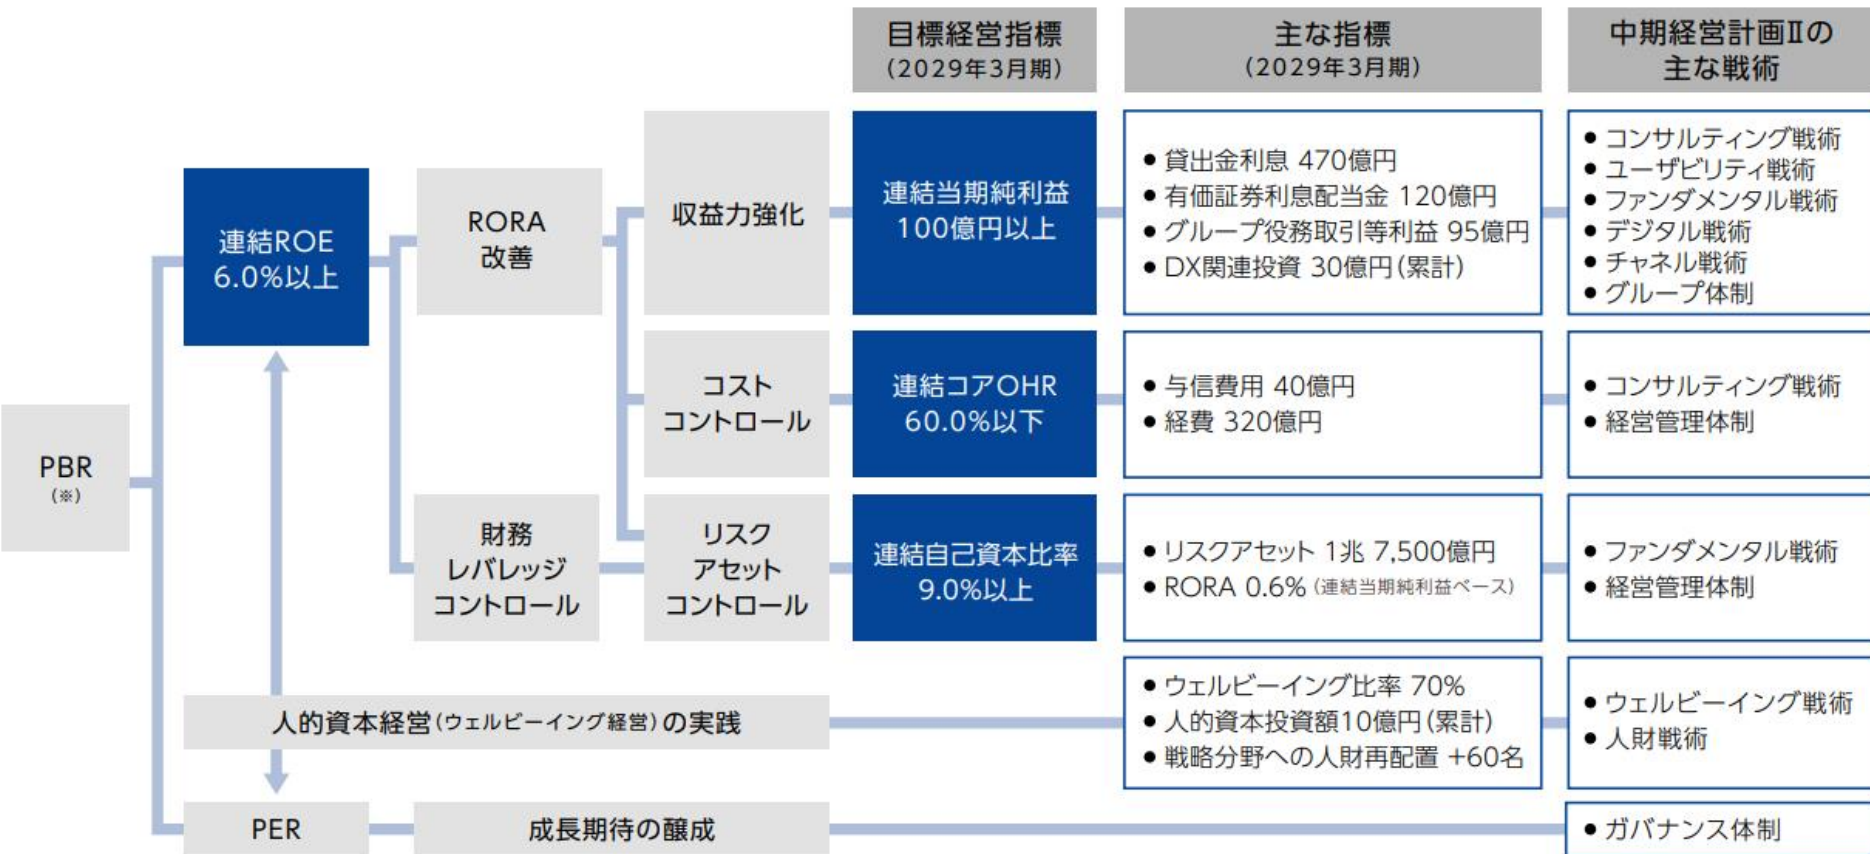 目標経営指標
(2029年3月期)
主な指標
(2029年3月期)
中期経営計画Ⅱの
主な戦術
PBR
(※)
連結ROE
6.0%以上
RORA
改善
収益力強化
連結当期純利益
100億円以上
● 貸出金利息 470億円
● 有価証券利息配当金 120億円
● グループ役務取引等利益 95億円
● DX関連投資 30億円(累計)
● コンサルティング戦術
● ユーザビリティ戦術
● ファンダメンタル戦術
● デジタル戦術
● チャネル戦術
● グループ体制
コスト
コントロール
連結コアOHR
60.0%以下
● 与信費用 40億円
● 経費 320億円
● コンサルティング戦術
● 経営管理体制
財務
レバレッジ
コントロール
リスク
アセット
コントロール
連結自己資本比率
9.0%以上
● リスクアセット 1兆 7,500億円
● RORA 0.6% (連結当期純利益ベース)
● ファンダメンタル戦術
● 経営管理体制
人的資本経営(ウェルビーイング経営)の実践
● ウェルビーイング比率 70%
● 人的資本投資額10億円(累計)
● 戦略分野への人財再配置 +60名
● ウェルビーイング戦術
● 人財戦術
PER
成長期待の醸成
● ガバナンス体制